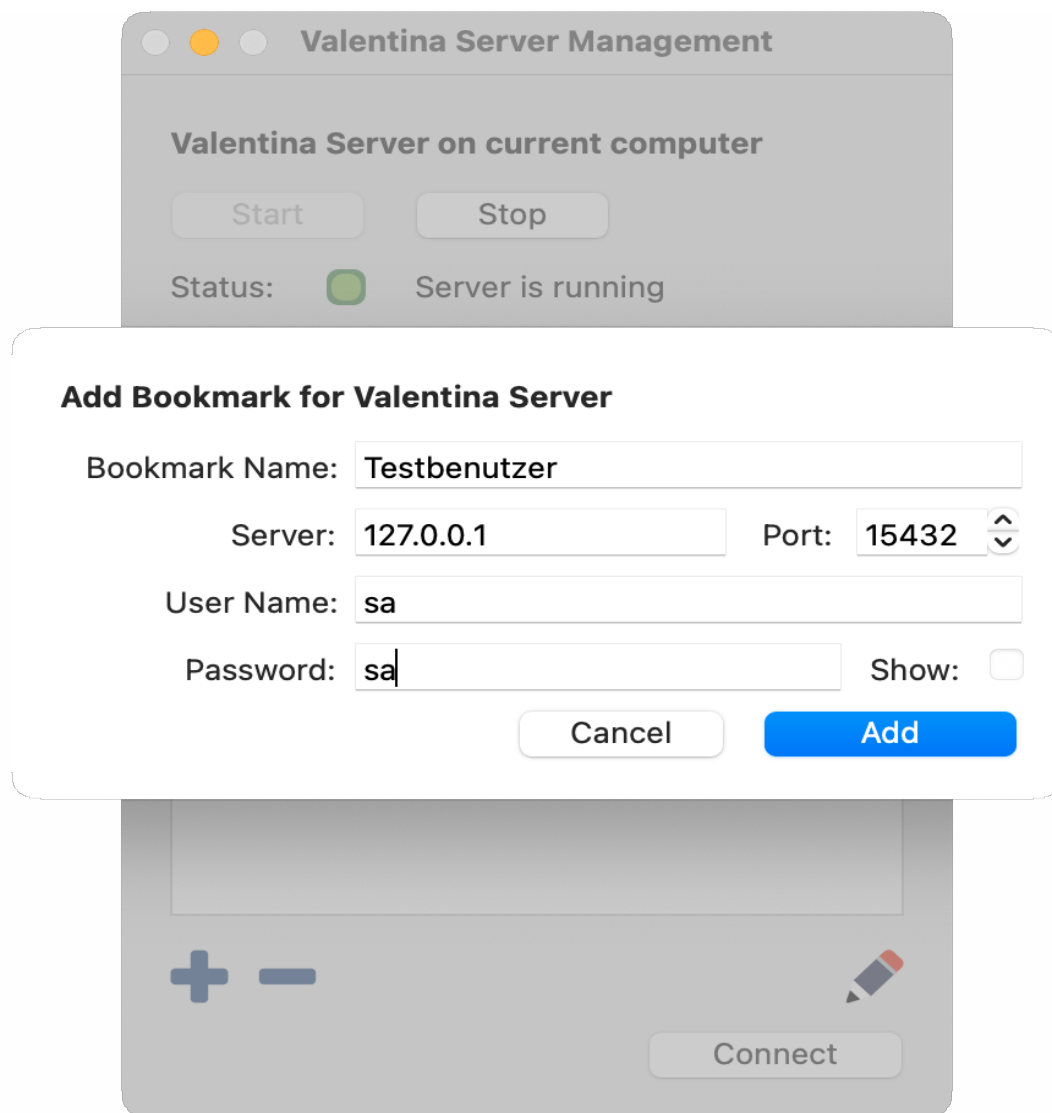 Valentina Server Management
Valentina Server on current computer
Start Stop
Status: Server is running
Add Bookmark for Valentina Server
Bookmark Name: Testbenutzer
Server: 127.0.0.1 Port: 15432
User Name: sa
Password: sa Show:
Cancel Add
Connect